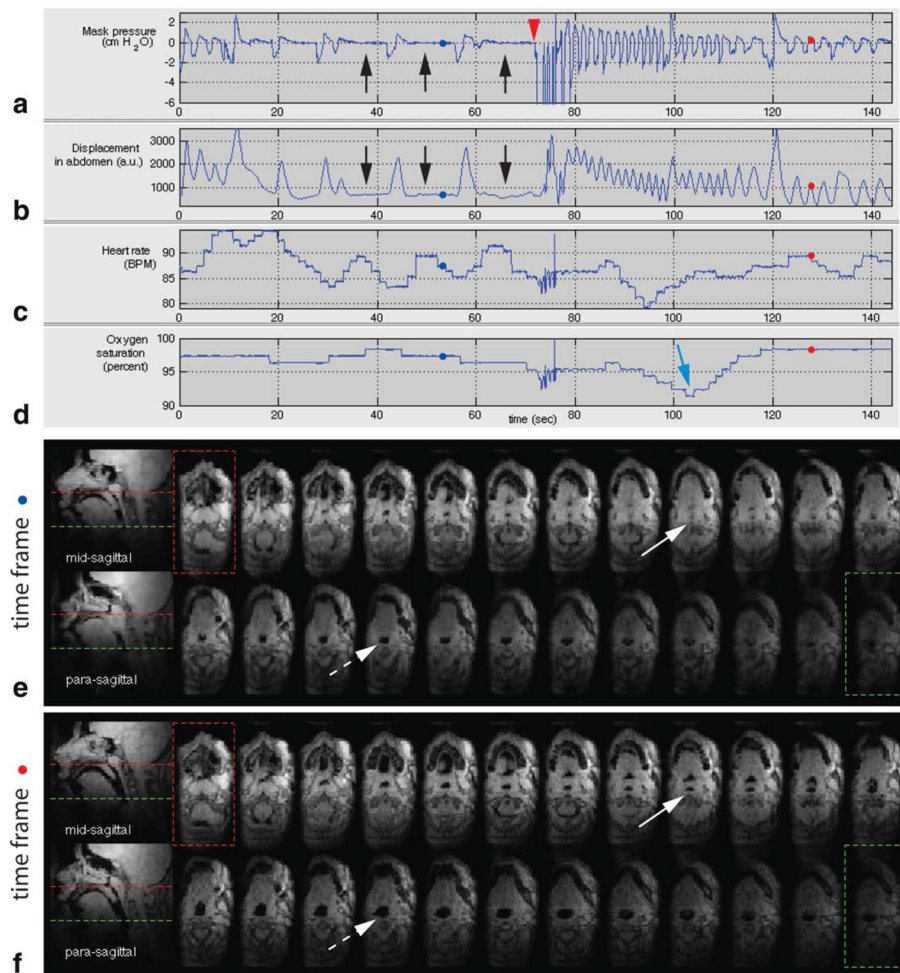 Mask pressure
(cm H2O)
2
0
-2
-4
-6
0 20 40 60 80 100 120 140
a
Displacement
in abdomen (a.u.)
3000
2000
1000
0 20 40 60 80 100 120 140
b
Heart rate
(BPM)
90
85
80
0 20 40 60 80 100 120 140
c
Oxygen
saturation
(percent)
100
95
90
0 20 40 60 80 100 120 140
time (sec)
d
time frame
mid-sagittal
para-sagittal
e
time frame
mid-sagittal
para-sagittal
f